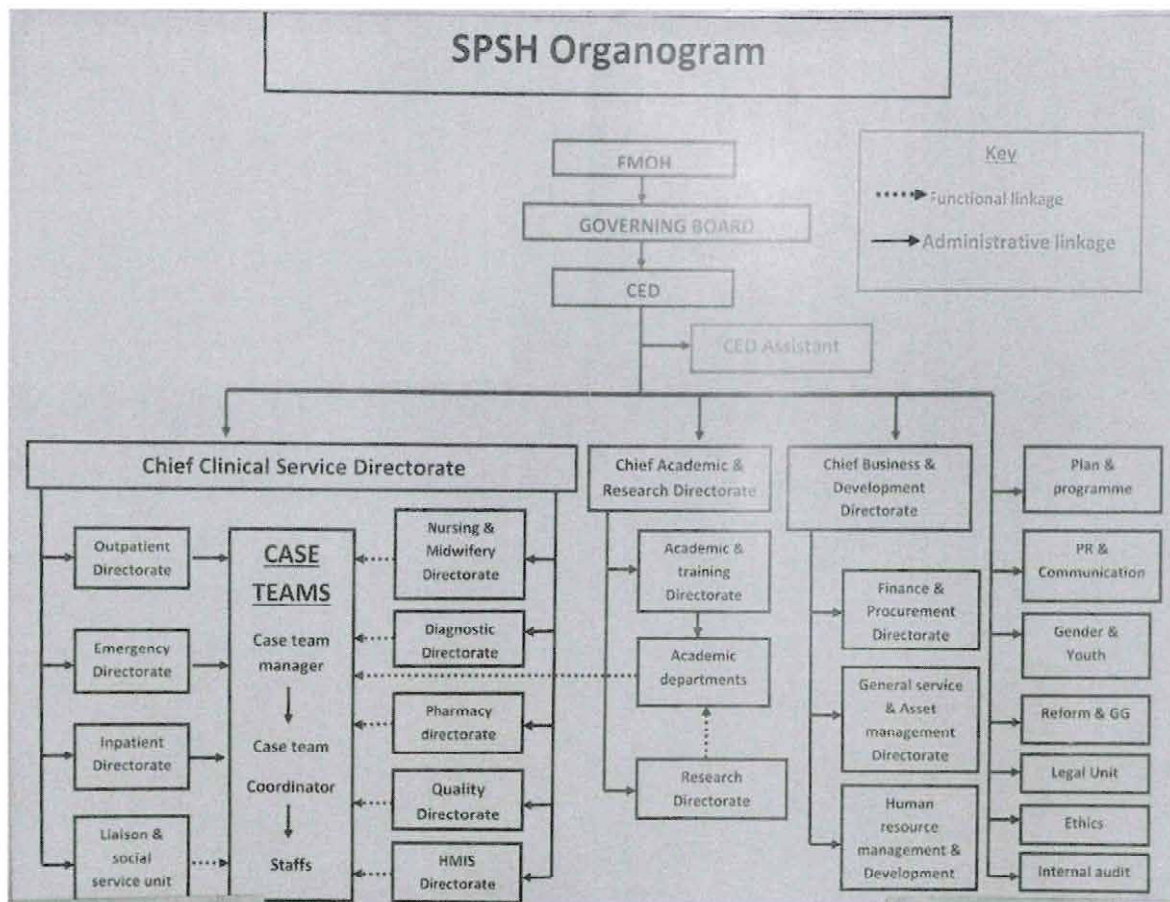 SPSH Organogram
FMOH
GOVERNING BOARD
CED
CED Assistant
Key
Functional linkage
Administrative linkage
Chief Clinical Service Directorate
Outpatient
Directorate
Emergency
Directorate
Inpatient
Directorate
Liaison &
social
service unit
CASE
TEAMS
Case team
manager
Case team
Coordinator
Staffs
Nursing &
Midwifery
Directorate
Diagnostic
Directorate
Pharmacy
directorate
Quality
Directorate
HMIS
Directorate
Chief Academic &
Research Directorate
Academic &
training
Directorate
Academic
departments
Research
Directorate
Chief Business &
Development
Directorate
Finance &
Procurement
Directorate
General service
& Asset
management
Directorate
Human
resource
management &
Development
Plan &
programme
PR &
Communication
Gender &
Youth
Reform & GG
Legal Unit
Ethics
Internal audit